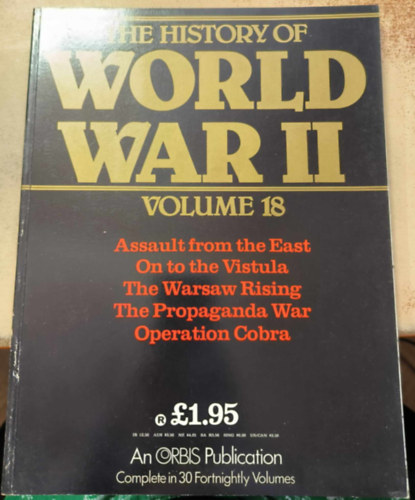 THE HISTORY OF
WORLD
WAR II
VOLUME 18
Assault from the East
On to the Vistula
The Warsaw Rising
The Propaganda War
Operation Cobra
® £1.95
An ORBIS Publication
Complete in 30 Fortnightly Volumes